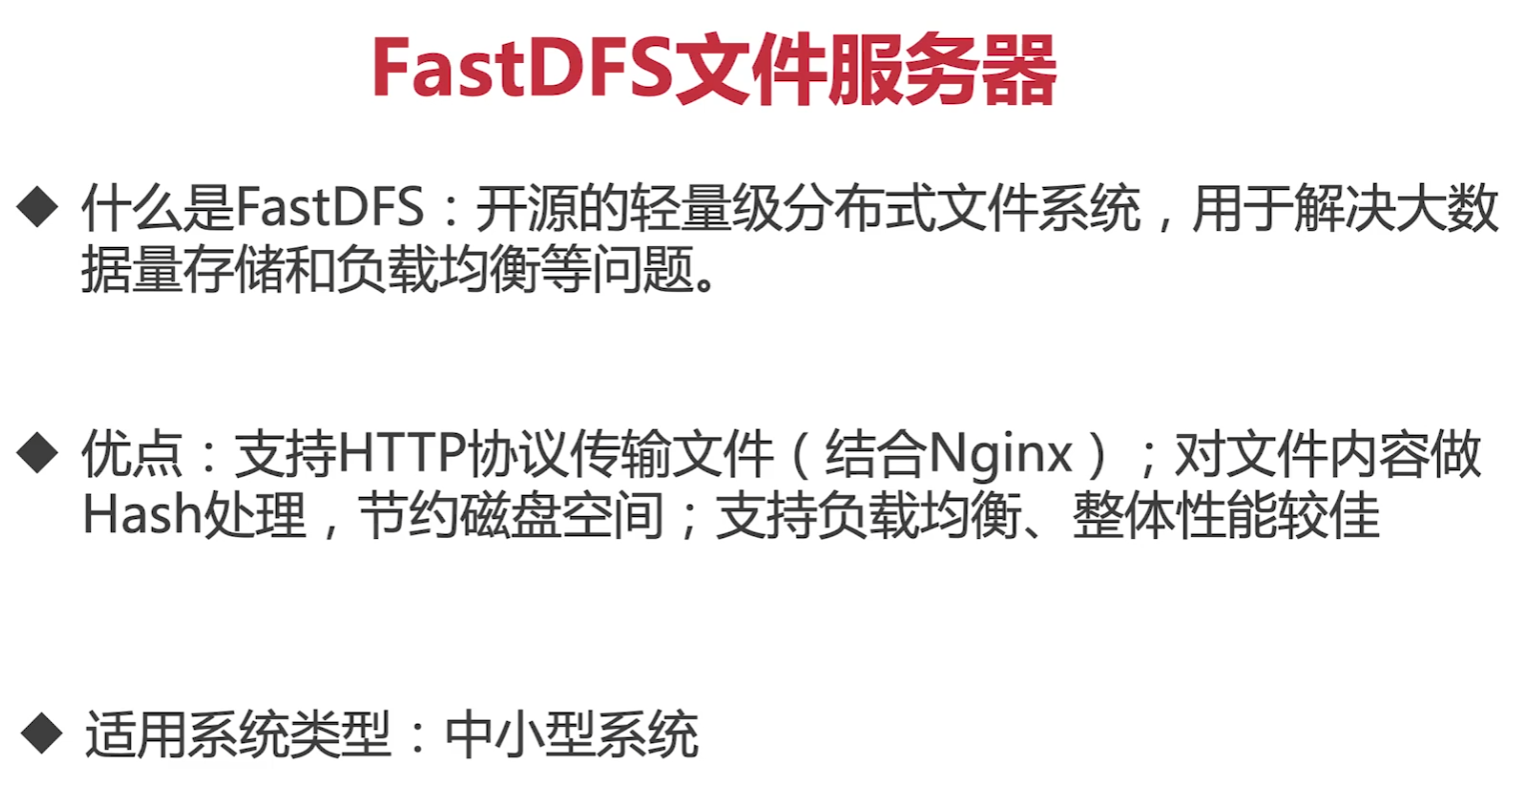 FastDFS文件服务器
◆ 什么是FastDFS：开源的轻量级分布式文件系统，用于解决大数
据量存储和负载均衡等问题。
◆ 优点：支持HTTP协议传输文件（结合Nginx）；对文件内容做
Hash处理，节约磁盘空间；支持负载均衡、整体性能较佳
◆ 适用系统类型：中小型系统